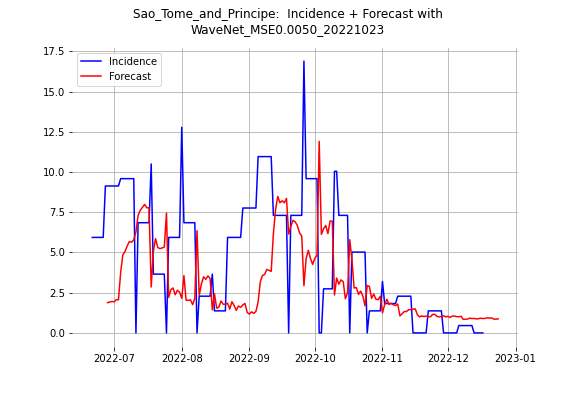 Sao_Tome_and_Principe:  Incidence + Forecast with
WaveNet_MSE0.0050_20221023
Incidence
Forecast
17.5
15.0
12.5
10.0
7.5
5.0
2.5
0.0
2022-07 2022-08 2022-09 2022-10 2022-11 2022-12 2023-01